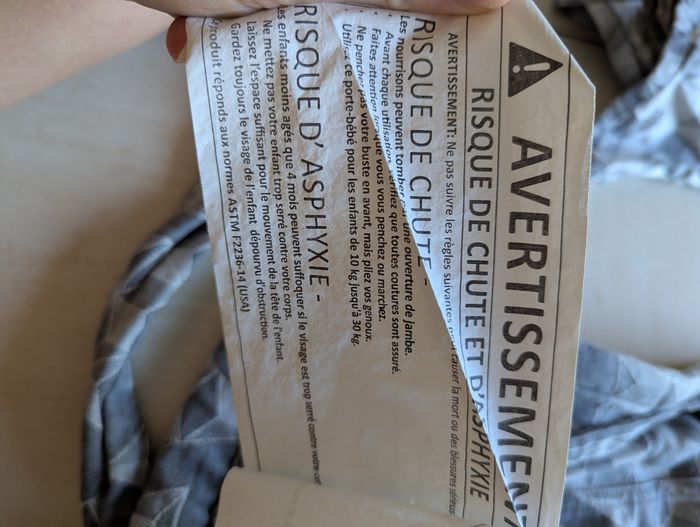 AVERTISSEMENT
RISQUE DE CHUTE ET D'ASPHYXIE
AVERTISSEMENT: Ne pas suivre les règles suivantes peut causer la mort ou des blessures sérieus
RISQUE DE CHUTE -
Les nourrisons peuvent tomber par une ouverture de jambe.
Avant chaque utilisation, vérifiez que toutes coutures sont assuré.
Faites attention lorsque vous vous penchez ou marchez.
Ne penchez pas votre buste en avant, mais pliez vos genoux.
Utilisez ce porte-bébé pour les enfants de 10 kg jusqu'à 30 kg.
RISQUE D' ASPHYXIE -
Les enfants moins agés que 4 mois peuvent suffoquer si le visage est trop serré contre votre cor
Ne mettez pas votre enfant trop serré contre votre corps.
Laissez l'espace suffisant pour le mouvement de la tête de l'enfant.
Gardez toujours le visage de l'enfant dépourvu d'obstruction.
Produit réponds aux normes ASTM F2236-14 (USA)